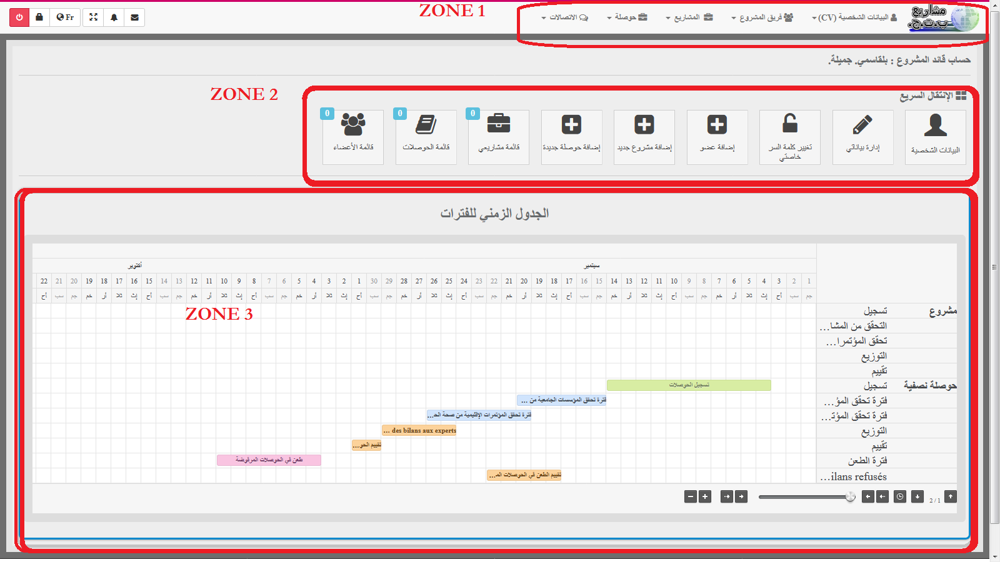 ZONE 1
مشاريع
ب.ت.ج.
البيانات الشخصية (CV)
فريق المشروع
المشاريع
حوصلة
الاتصالات
Fr
حساب قائد المشروع : بلقاسمي. جميلة.
ZONE 2
الإنتقال السريع
البيانات الشخصية
إدارة بياناتي
تغيير كلمة السر خاصتي
إضافة عضو
إضافة مشروع جديد
إضافة حوصلة جديدة
0
قائمة مشاريعي
0
قائمة الحوصلات
0
قائمة الأعضاء
الجدول الزمني للفترات
سبتمبر
أكتوبر
1 2 3 4 5 6 7 8 9 10 11 12 13 14 15 16 17 18 19 20 21 22 23 24 25 26 27 28 29 30 1 2 3 4 5 6 7 8 9 10 11 12 13 14 15 16 17 18 19 20 21 22
جم سب أح إث ثلا أر خم جم سب أح إث ثلا أر خم جم سب أح إث ثلا أر خم جم سب أح إث ثلا أر خم جم سب أح إث ثلا أر خم جم سب أح إث ثلا أر خم جم سب أح إث ثلا أر خم جم سب أح
ZONE 3
مشروع تسجيل
التحقق من المشا...
تحقق المؤتمرا...
التوزيع
تقييم
حوصلة نصفية تسجيل
تسجيل الحوصلات
فترة تحقق المؤ...
فترة تحقق المؤسسات الجامعية من ...
فترة تحقق المؤت...
فترة تحقق المؤتمرات الإقليمية من صحة الح...
التوزيع
des bilans aux experts ...
تقييم
تقييم الحو...
فترة الطعن
طعن في الحوصلات المرفوضة
ilans refusés...
تقييم الطعن في الحوصلات الم...
2 / 1